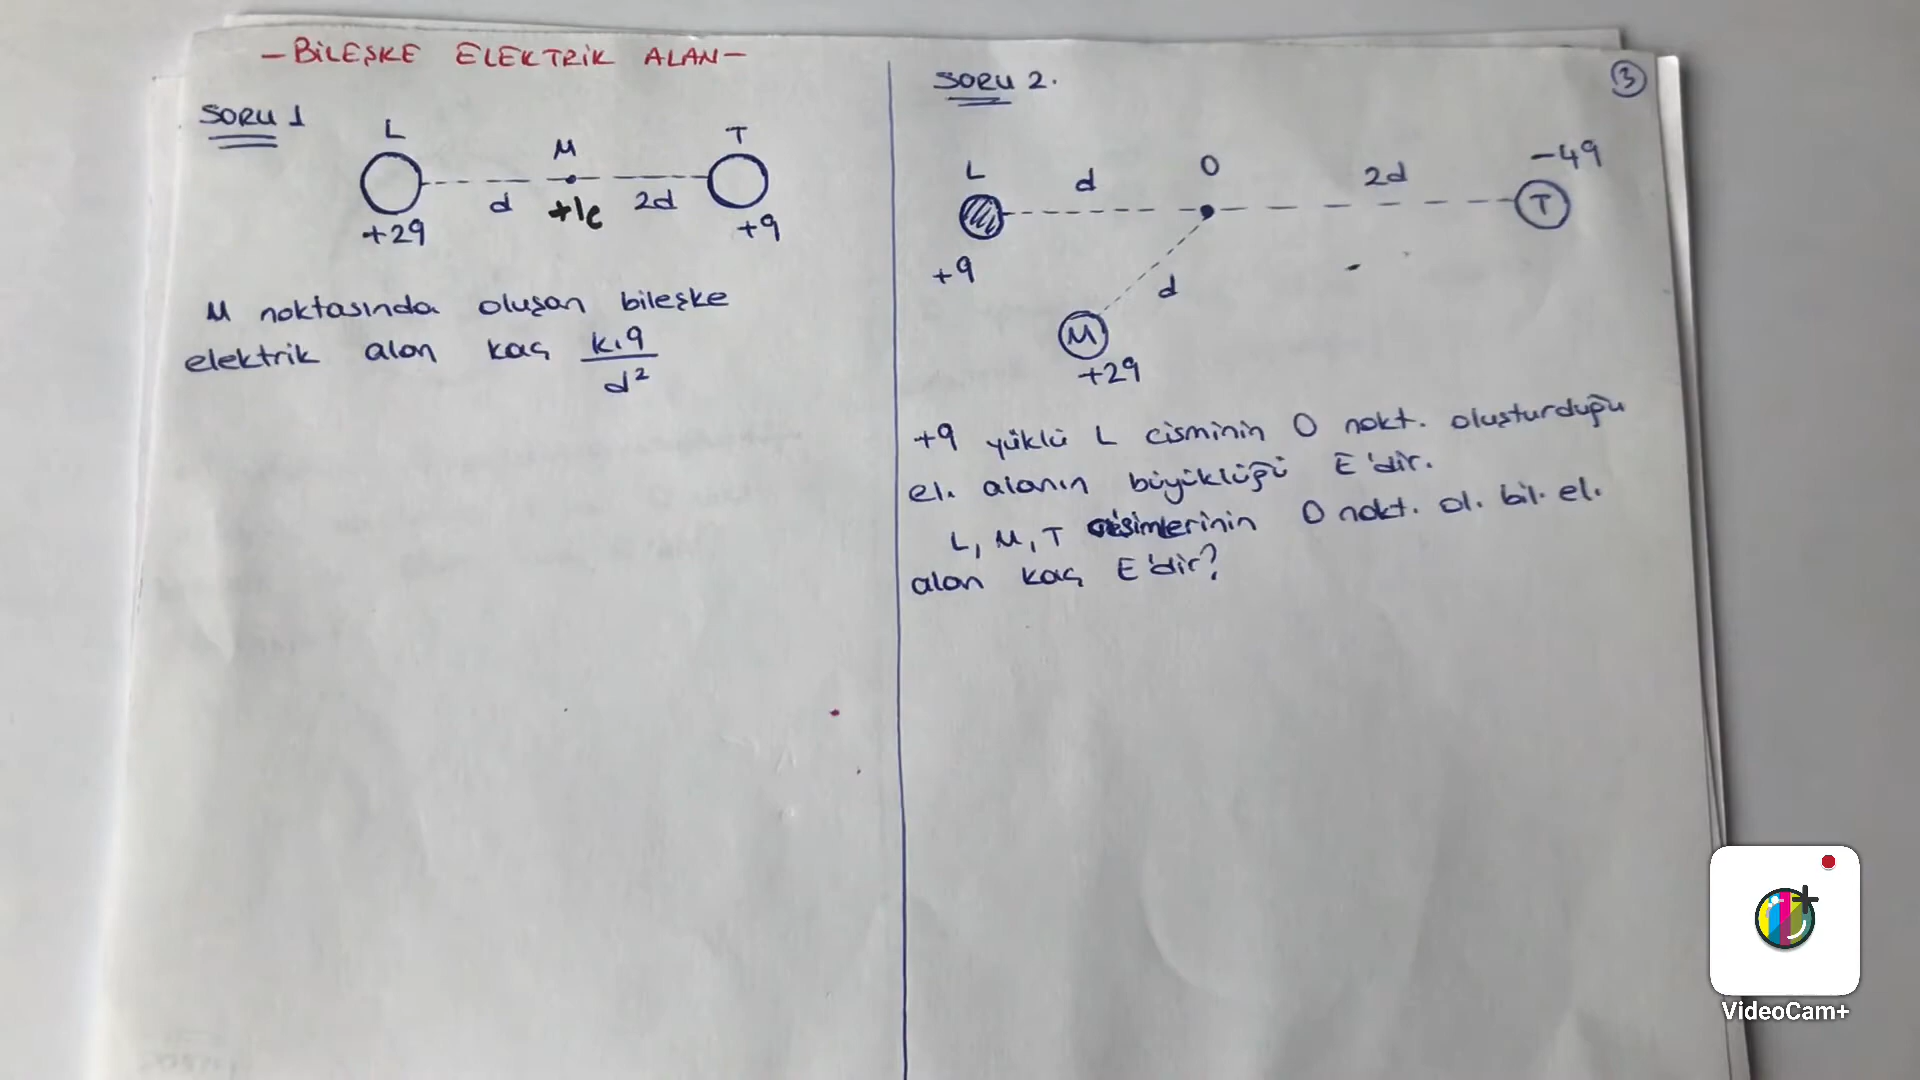 -BİLEŞKE ELEKTRİK ALAN-
SORU 1
L
M
T
d
+1c
2d
+2q
+q
M noktasında oluşan bileşke
elektrik alan kaç k.q
d²
SORU 2.
3
L
d
O
2d
-4q
T
+q
d
M
+2q
+q yüklü L cisminin O nokt. oluşturduğu
el. alanın büyüklüğü E'dir.
L, M, T cisimlerinin O nokt. ol. bil. el.
alan kaç E'dir?
VideoCam+